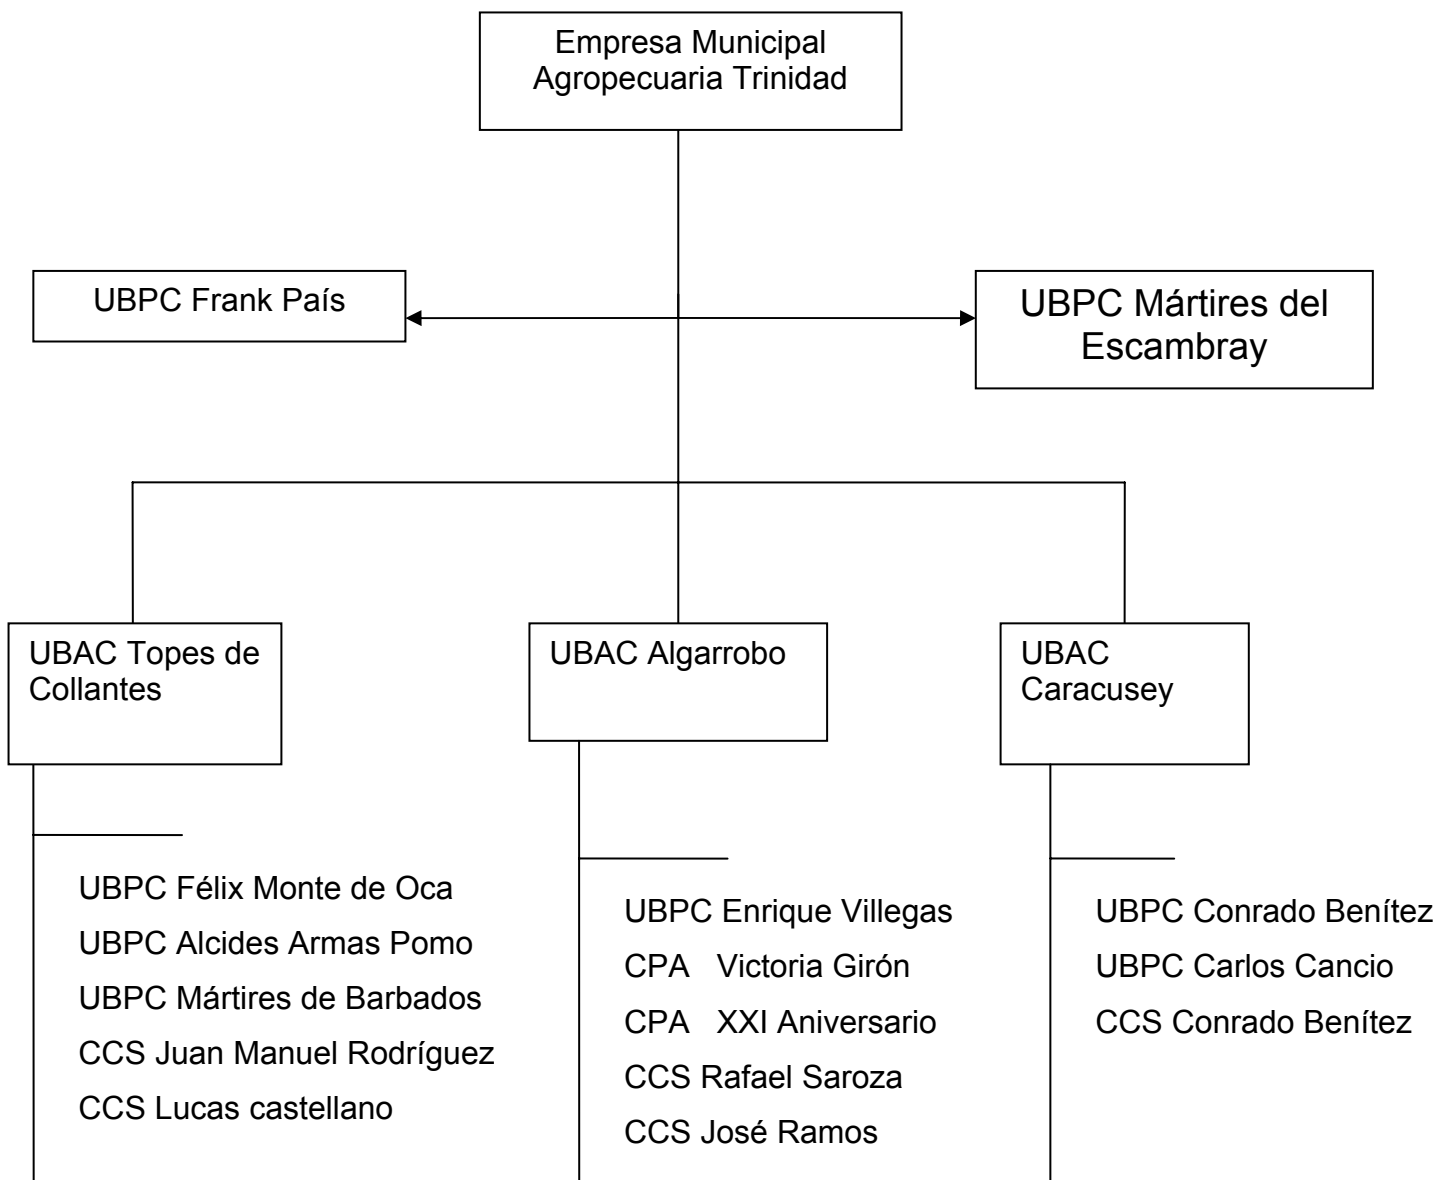 Empresa Municipal
Agropecuaria Trinidad
UBPC Frank País
UBPC Mártires del
Escambray
UBAC Topes de
Collantes
UBPC Félix Monte de Oca
UBPC Alcides Armas Pomo
UBPC Mártires de Barbados
CCS Juan Manuel Rodríguez
CCS Lucas castellano
UBAC Algarrobo
UBPC Enrique Villegas
CPA Victoria Girón
CPA XXI Aniversario
CCS Rafael Saroza
CCS José Ramos
UBAC
Caracusey
UBPC Conrado Benítez
UBPC Carlos Cancio
CCS Conrado Benítez